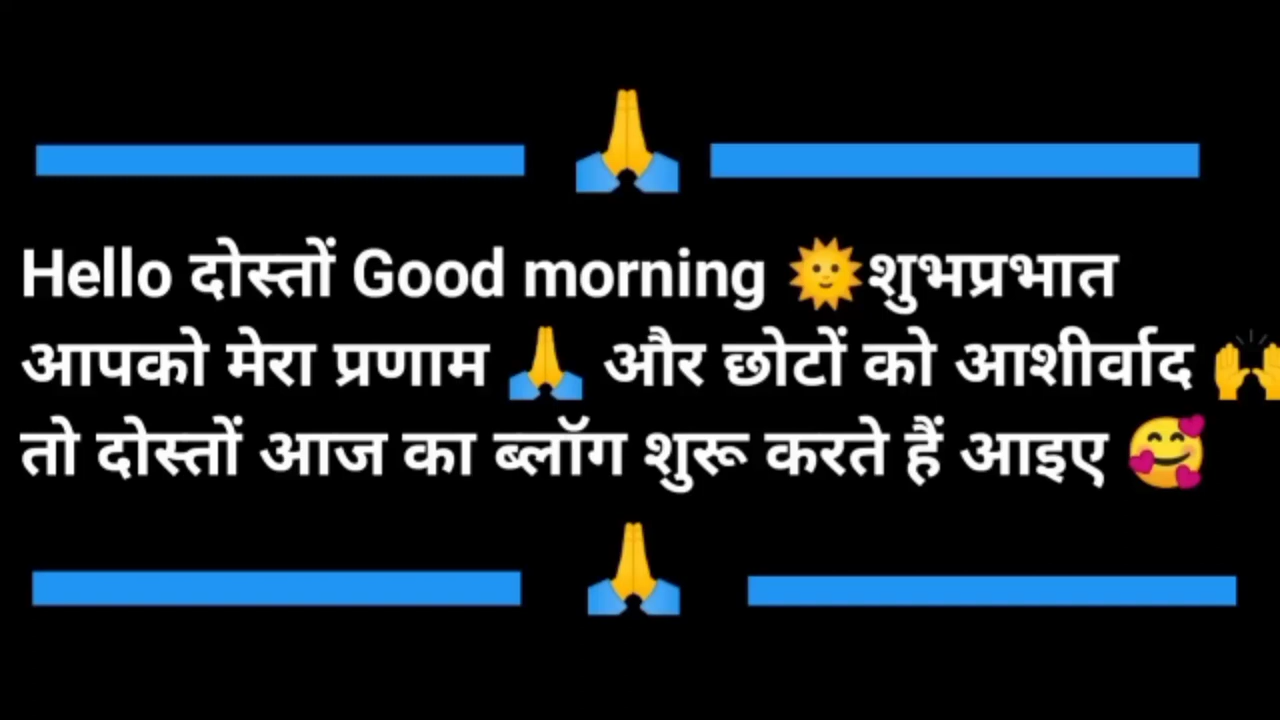 🙏
Hello दोस्तों Good morning 🌞शुभप्रभात
आपको मेरा प्रणाम 🙏 और छोटों को आशीर्वाद 🙌
तो दोस्तों आज का ब्लॉग शुरू करते हैं आइए 🥰
🙏